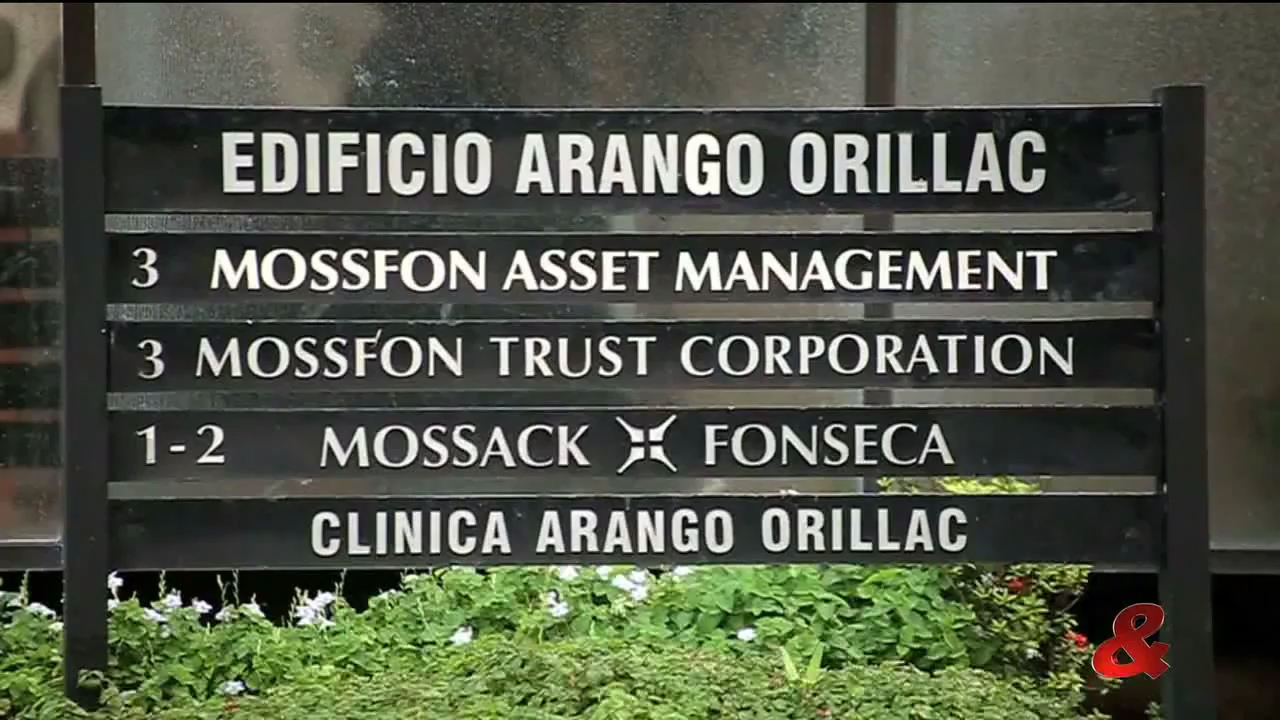 EDIFICIO ARANGO ORILLAC
3 MOSSFON ASSET MANAGEMENT
3 MOSSFON TRUST CORPORATION
1-2 MOSSACK FONSECA
CLINICA ARANGO ORILLAC
&